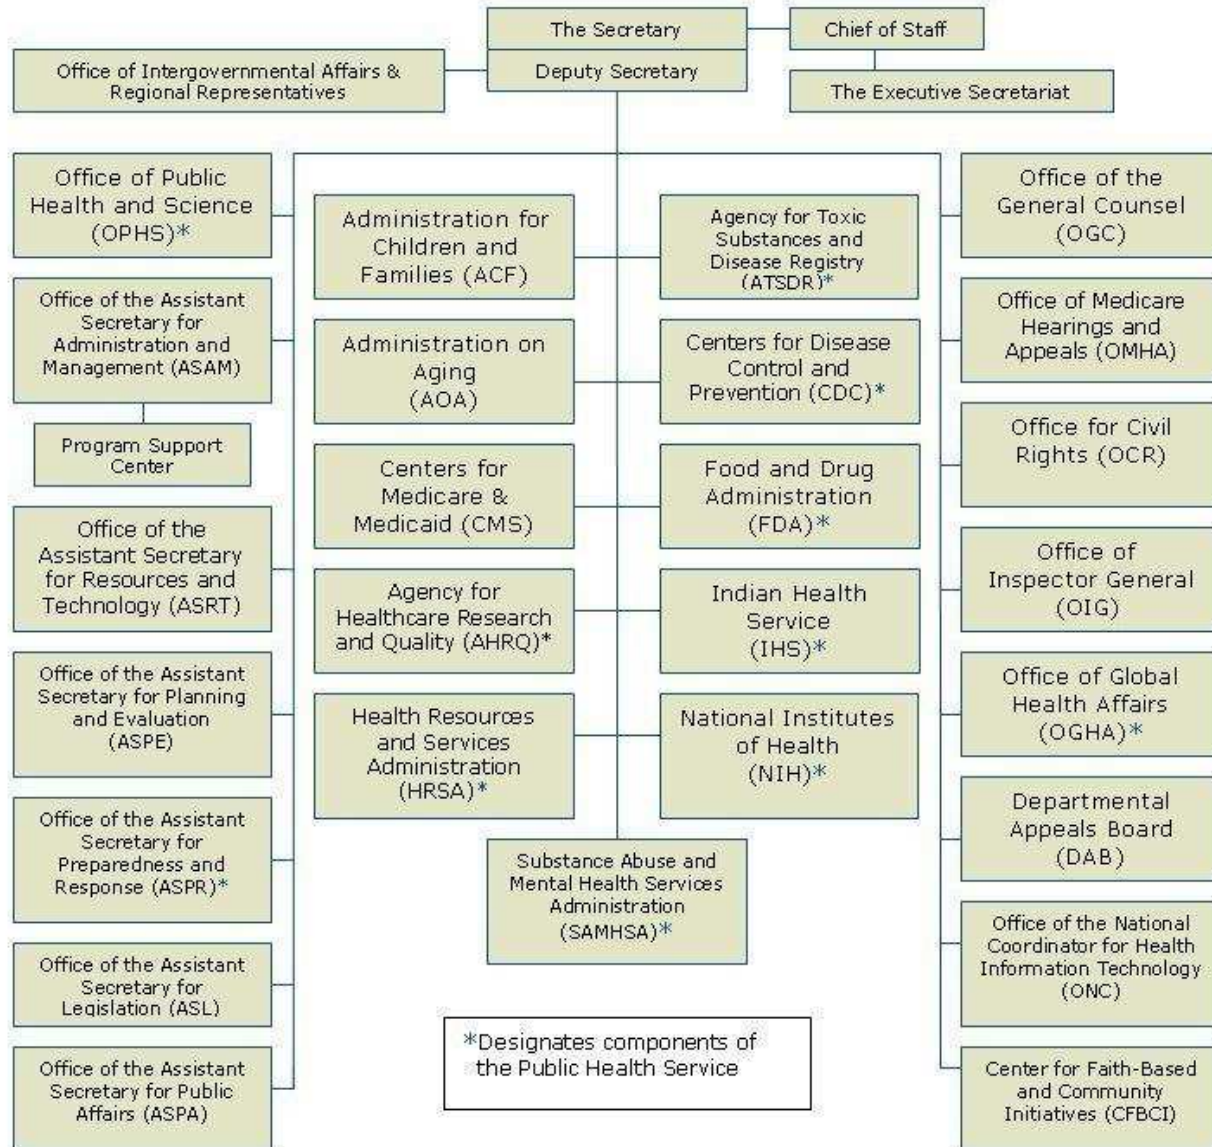 The Secretary
Chief of Staff
Office of Intergovernmental Affairs &
Regional Representatives
Deputy Secretary
The Executive Secretariat
Office of Public
Health and Science
(OPHS)*
Office of the Assistant
Secretary for
Administration and
Management (ASAM)
Program Support
Center
Office of the
Assistant Secretary
for Resources and
Technology (ASRT)
Office of the Assistant
Secretary for Planning
and Evaluation
(ASPE)
Office of the Assistant
Secretary for
Preparedness and
Response (ASPR)*
Office of the Assistant
Secretary for
Legislation (ASL)
Office of the Assistant
Secretary for Public
Affairs (ASPA)
Administration for
Children and
Families (ACF)
Administration on
Aging
(AOA)
Centers for
Medicare &
Medicaid (CMS)
Agency for
Healthcare Research
and Quality (AHRQ)*
Health Resources
and Services
Administration
(HRSA)*
Agency for Toxic
Substances and
Disease Registry
(ATSDR)*
Centers for Disease
Control and
Prevention (CDC)*
Food and Drug
Administration
(FDA)*
Indian Health
Service
(IHS)*
National Institutes
of Health
(NIH)*
Substance Abuse and
Mental Health Services
Administration
(SAMHSA)*
Office of the
General Counsel
(OGC)
Office of Medicare
Hearings and
Appeals (OMHA)
Office for Civil
Rights (OCR)
Office of
Inspector General
(OIG)
Office of Global
Health Affairs
(OGHA)*
Departmental
Appeals Board
(DAB)
Office of the National
Coordinator for Health
Information Technology
(ONC)
Center for Faith-Based
and Community
Initiatives (CFBCI)
*Designates components of
the Public Health Service